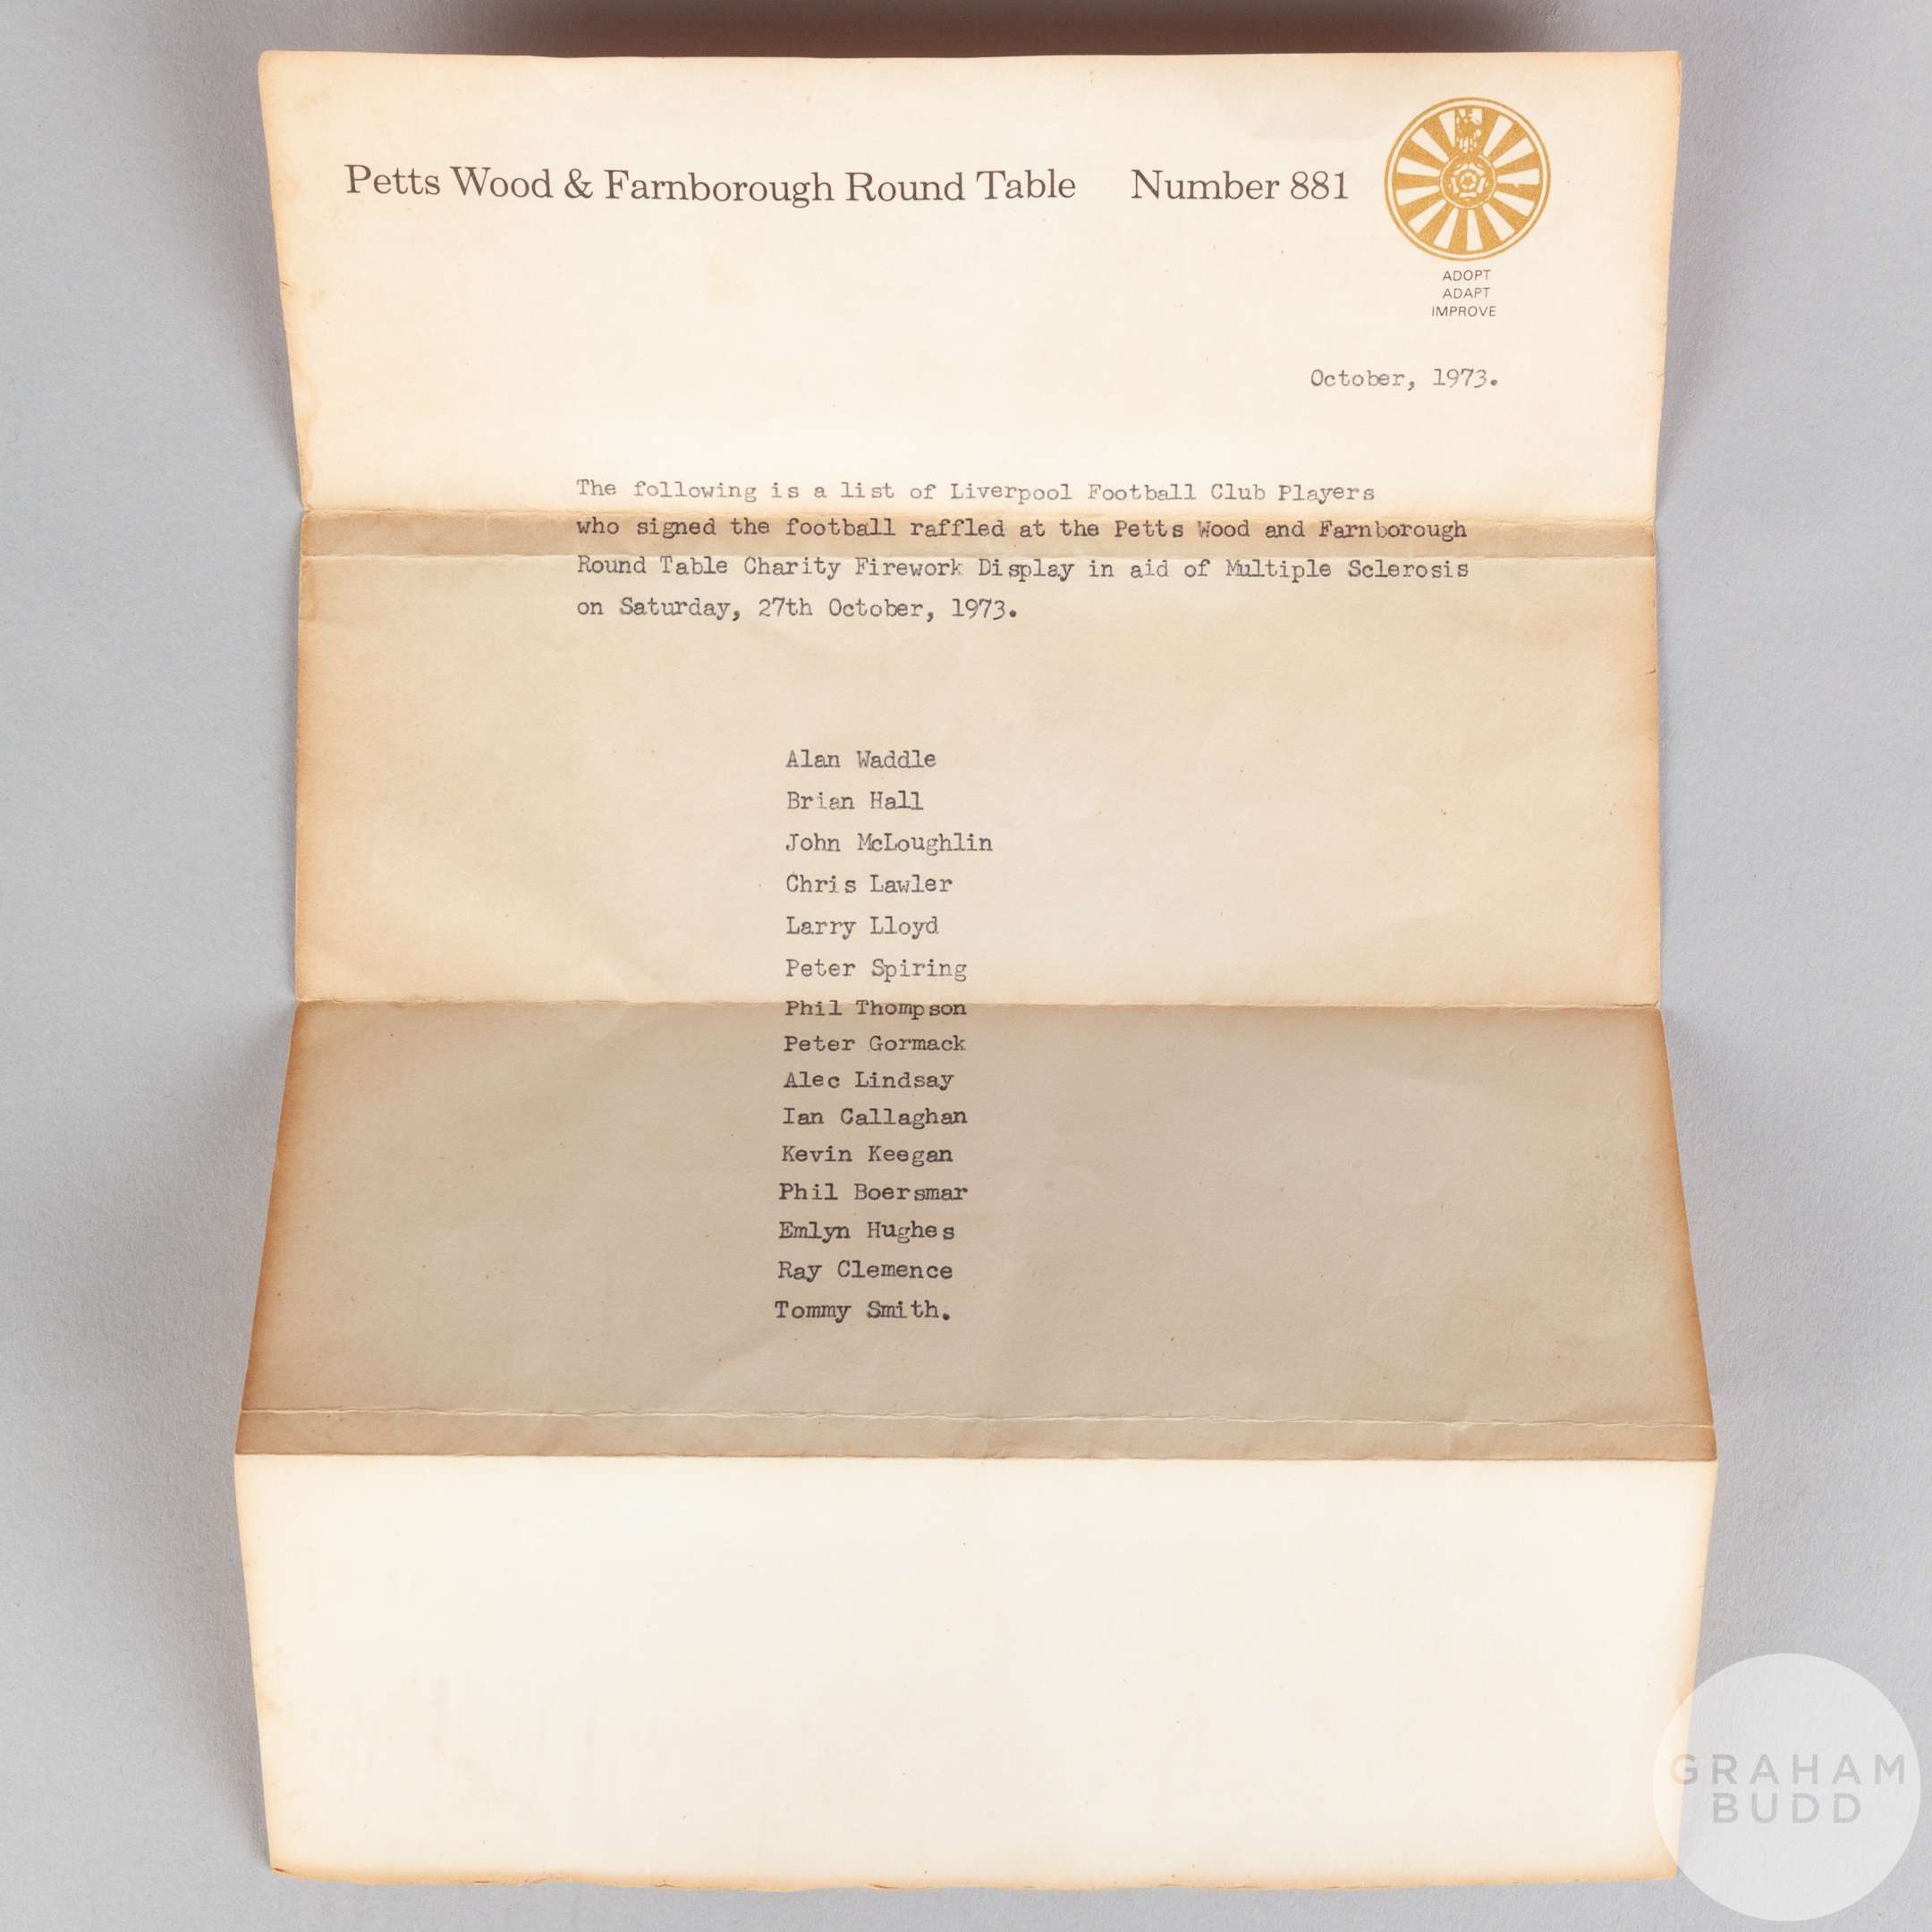 Petts Wood & Farnborough Round Table Number 881
ADOPT
ADAPT
IMPROVE
October, 1973.
The following is a list of Liverpool Football Club Players
who signed the football raffled at the Petts Wood and Farnborough
Round Table Charity Firework Display in aid of Multiple Sclerosis
on Saturday, 27th October, 1973.
Alan Waddle
Brian Hall
John McLoughlin
Chris Lawler
Larry Lloyd
Peter Spiring
Phil Thompson
Peter Gormack
Alec Lindsay
Ian Callaghan
Kevin Keegan
Phil Boersmar
Emlyn Hughes
Ray Clemence
Tommy Smith.
GRAHAM
BUDD